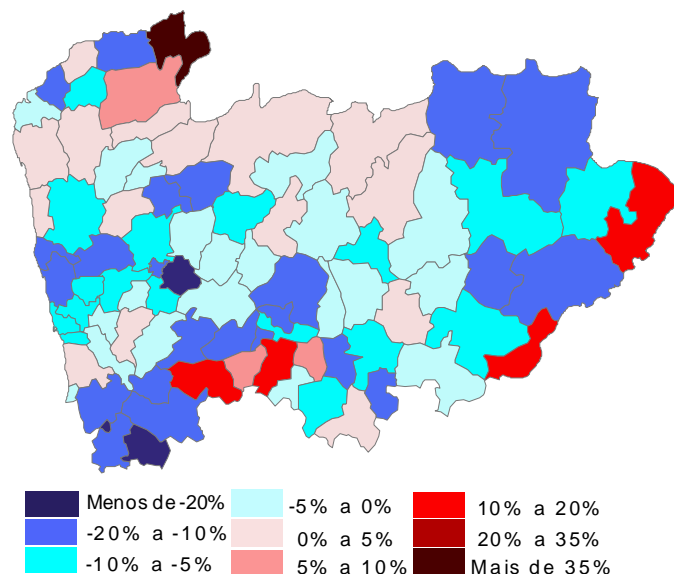 Menos de -20%
-20% a -10%
-10% a -5%
-5% a 0%
0% a 5%
5% a 10%
10% a 20%
20% a 35%
Mais de 35%